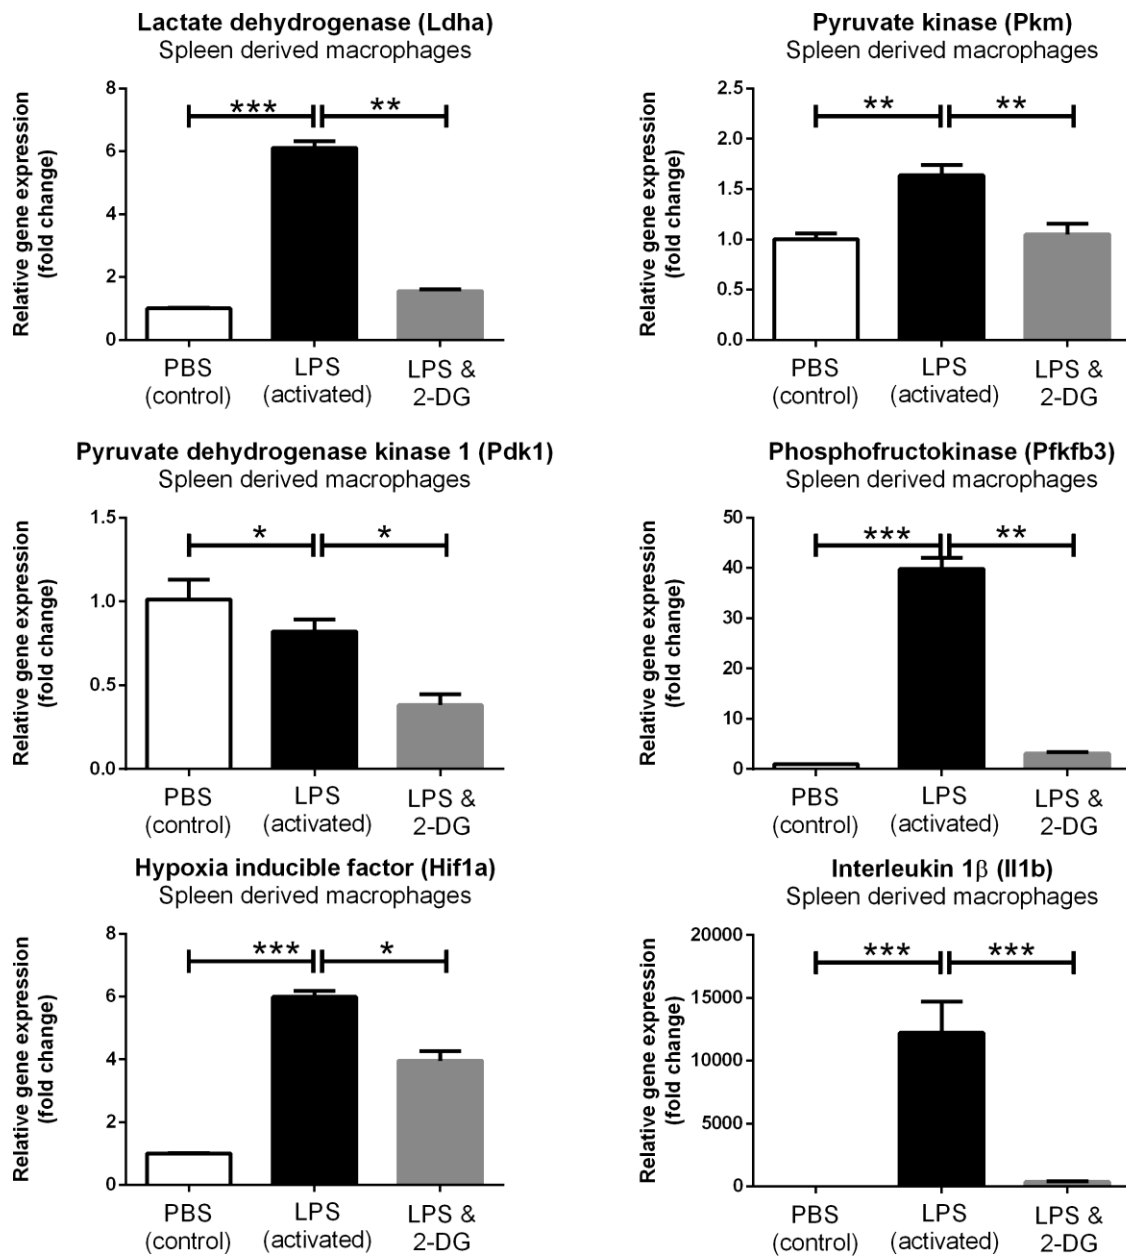 Lactate dehydrogenase (Ldha)
Spleen derived macrophages
Relative gene expression
(fold change)
8
6
4
2
0
***
**
PBS
(control)
LPS
(activated)
LPS &
2-DG
Pyruvate kinase (Pkm)
Spleen derived macrophages
Relative gene expression
(fold change)
2.5
2.0
1.5
1.0
0.5
0.0
**
**
PBS
(control)
LPS
(activated)
LPS &
2-DG
Pyruvate dehydrogenase kinase 1 (Pdk1)
Spleen derived macrophages
Relative gene expression
(fold change)
1.5
1.0
0.5
0.0
*
*
PBS
(control)
LPS
(activated)
LPS &
2-DG
Phosphofructokinase (Pfkfb3)
Spleen derived macrophages
Relative gene expression
(fold change)
50
40
30
20
10
0
***
**
PBS
(control)
LPS
(activated)
LPS &
2-DG
Hypoxia inducible factor (Hif1a)
Spleen derived macrophages
Relative gene expression
(fold change)
8
6
4
2
0
***
*
PBS
(control)
LPS
(activated)
LPS &
2-DG
Interleukin 1β (Il1b)
Spleen derived macrophages
Relative gene expression
(fold change)
20000
15000
10000
5000
0
***
***
PBS
(control)
LPS
(activated)
LPS &
2-DG